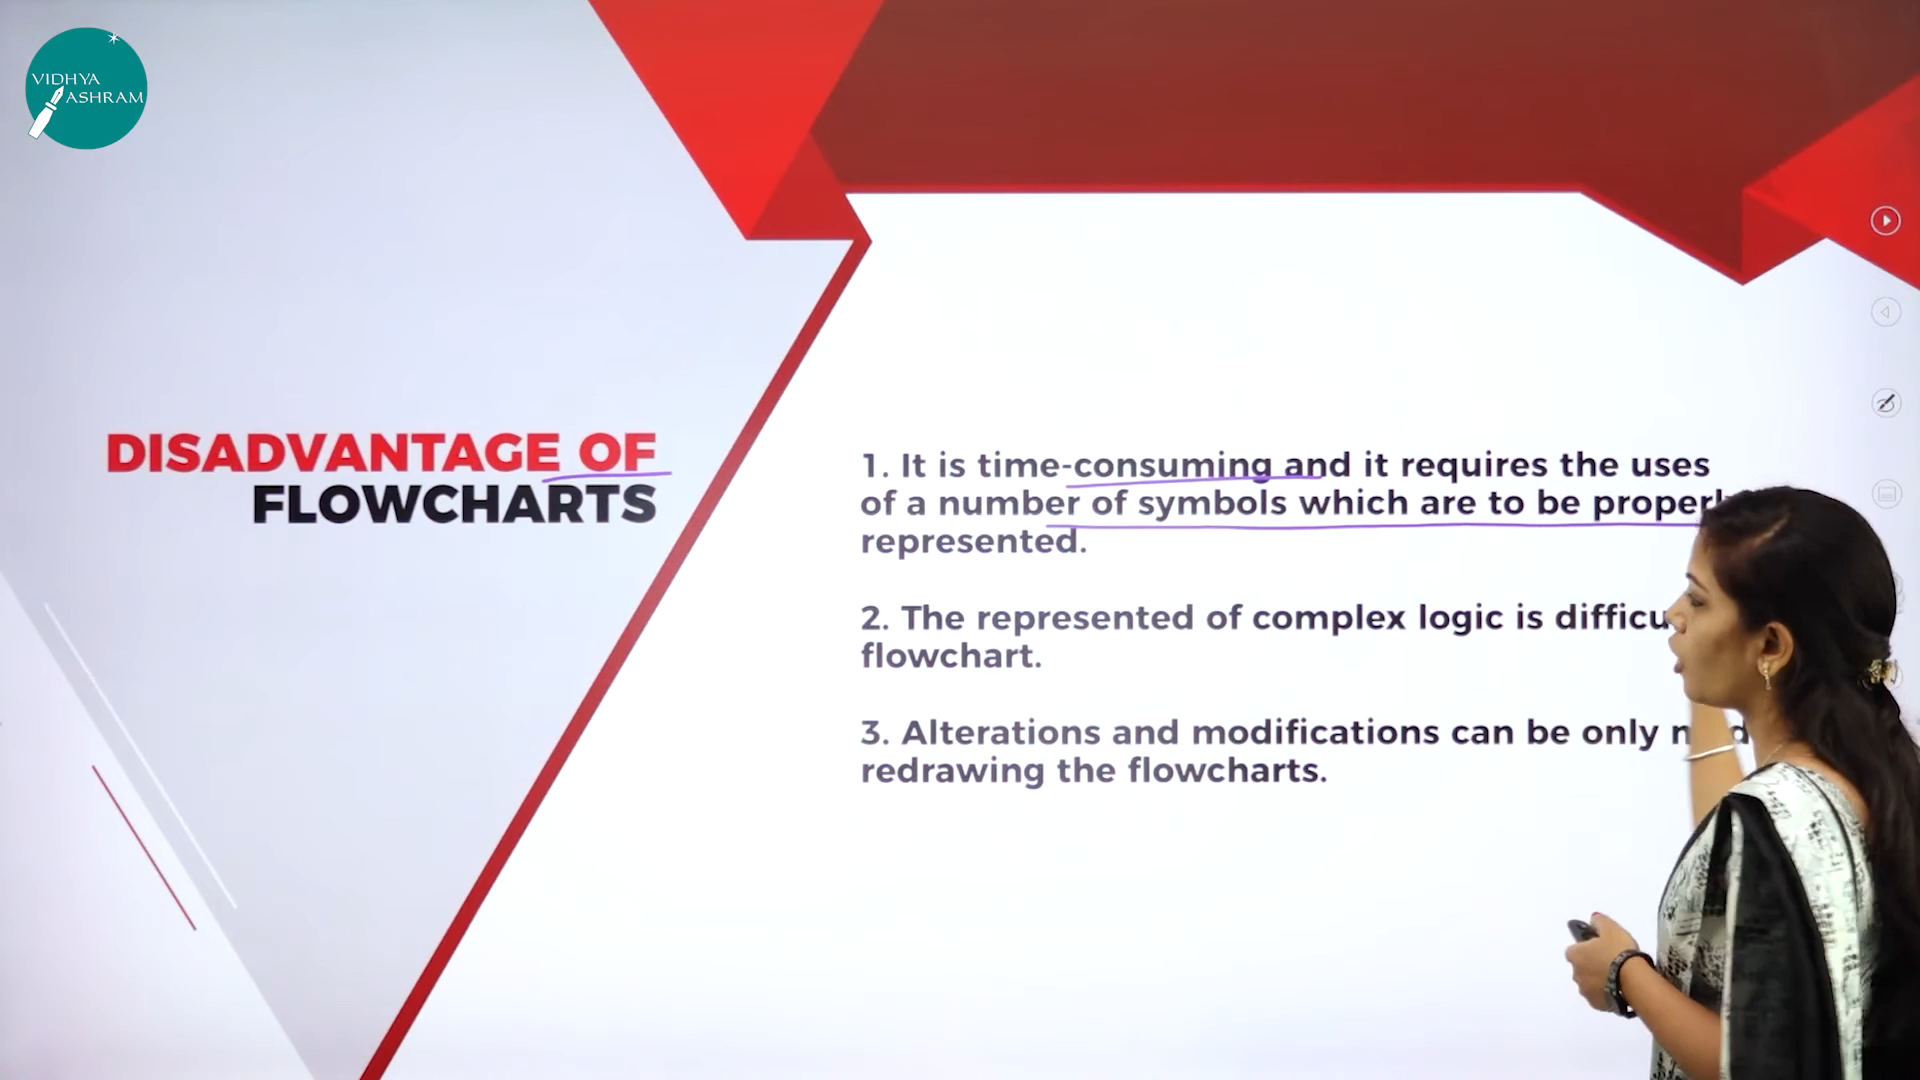 VIDHYA
ASHRAM
DISADVANTAGE OF
FLOWCHARTS
1. It is time-consuming and it requires the uses
of a number of symbols which are to be
represented.
2. The represented of complex logic is
flowchart.
3. Alterations and modifications can be only
redrawing the flowcharts.